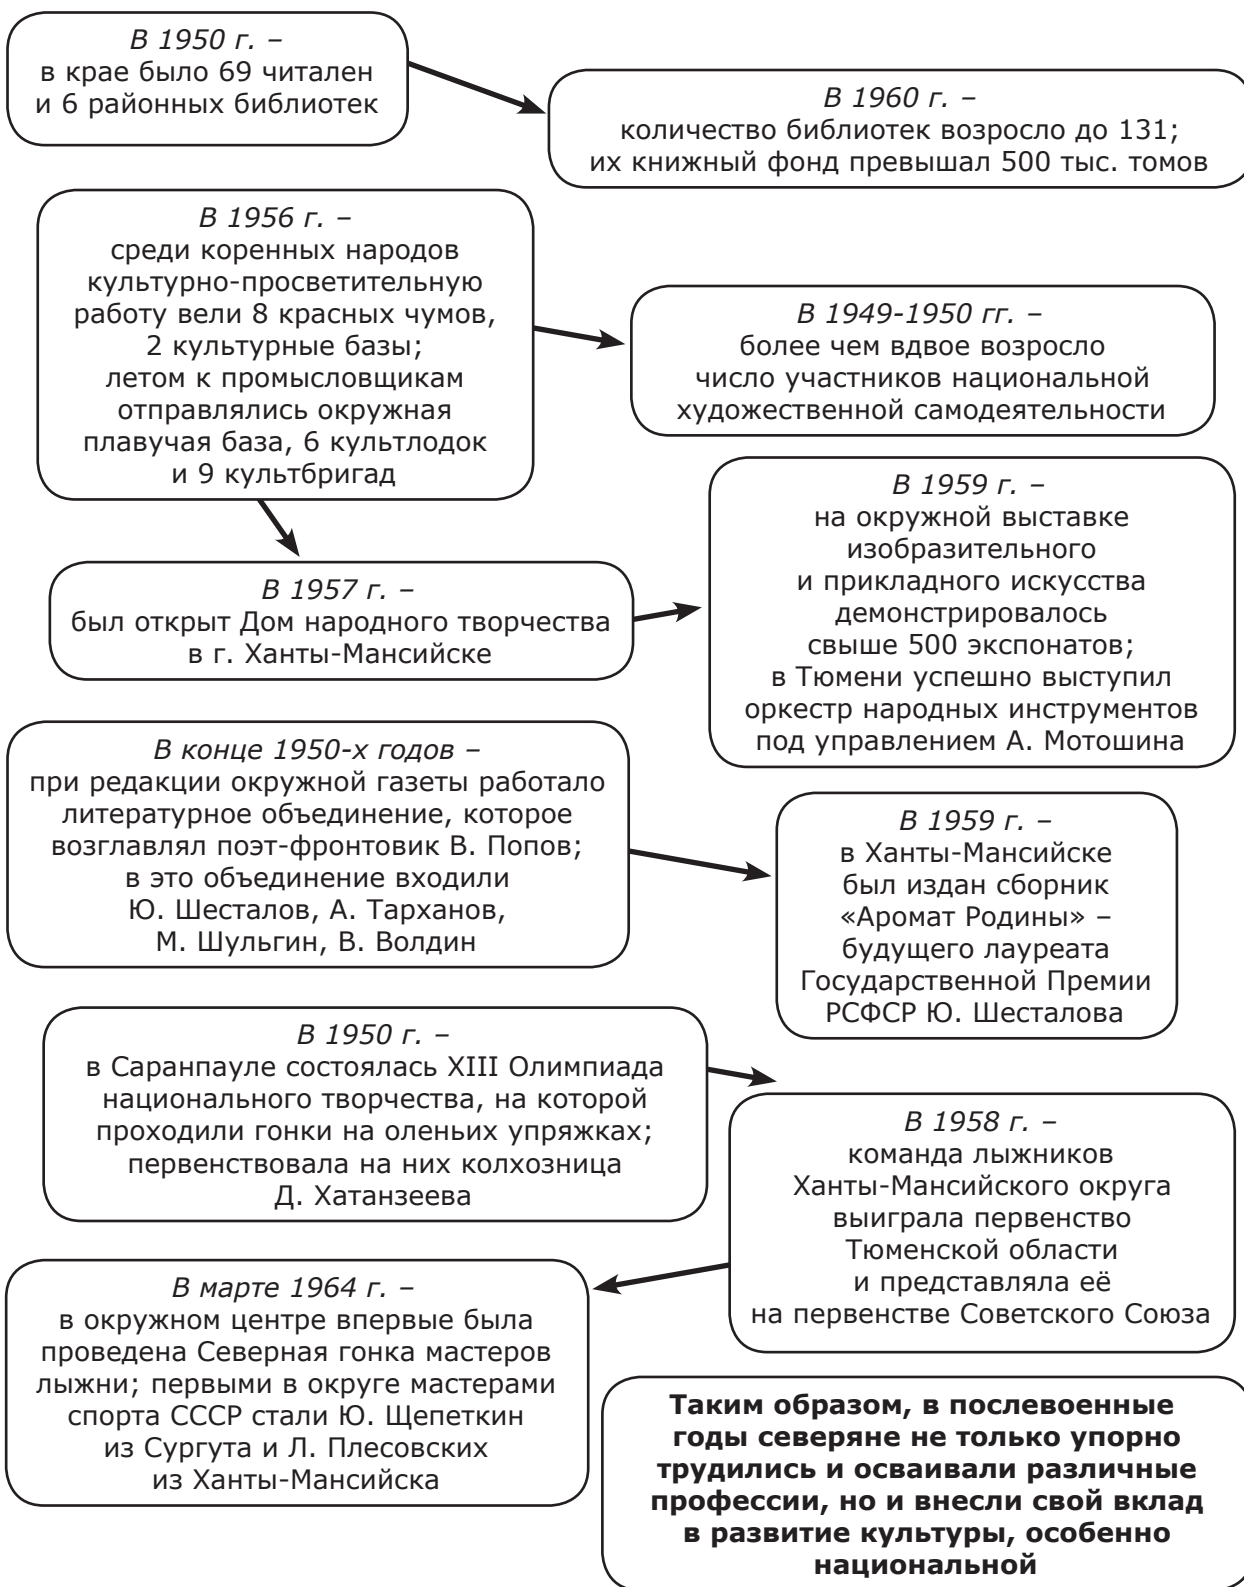 В 1950 г. –
в крае было 69 читален
и 6 районных библиотек
В 1960 г. –
количество библиотек возросло до 131;
их книжный фонд превышал 500 тыс. томов
В 1956 г. –
среди коренных народов
культурно-просветительную
работу вели 8 красных чумов,
2 культурные базы;
летом к промысловщикам
отправлялись окружная
плавучая база, 6 культлодок
и 9 культбригад
В 1949-1950 гг. –
более чем вдвое возросло
число участников национальной
художественной самодеятельности
В 1957 г. –
был открыт Дом народного творчества
в г. Ханты-Мансийске
В 1959 г. –
на окружной выставке
изобразительного
и прикладного искусства
демонстрировалось
свыше 500 экспонатов;
в Тюмени успешно выступил
оркестр народных инструментов
под управлением А. Мотошина
В конце 1950-х годов –
при редакции окружной газеты работало
литературное объединение, которое
возглавлял поэт-фронтовик В. Попов;
в это объединение входили
Ю. Шесталов, А. Тарханов,
М. Шульгин, В. Волдин
В 1959 г. –
в Ханты-Мансийске
был издан сборник
«Аромат Родины» –
будущего лауреата
Государственной Премии
РСФСР Ю. Шесталова
В 1950 г. –
в Саранпауле состоялась XIII Олимпиада
национального творчества, на которой
проходили гонки на оленьих упряжках;
первенствовала на них колхозница
Д. Хатанзеева
В 1958 г. –
команда лыжников
Ханты-Мансийского округа
выиграла первенство
Тюменской области
и представляла её
на первенстве Советского Союза
В марте 1964 г. –
в окружном центре впервые была
проведена Северная гонка мастеров
лыжни; первыми в округе мастерами
спорта СССР стали Ю. Щепеткин
из Сургута и Л. Плесовских
из Ханты-Мансийска
Таким образом, в послевоенные
годы северяне не только упорно
трудились и осваивали различные
профессии, но и внесли свой вклад
в развитие культуры, особенно
национальной